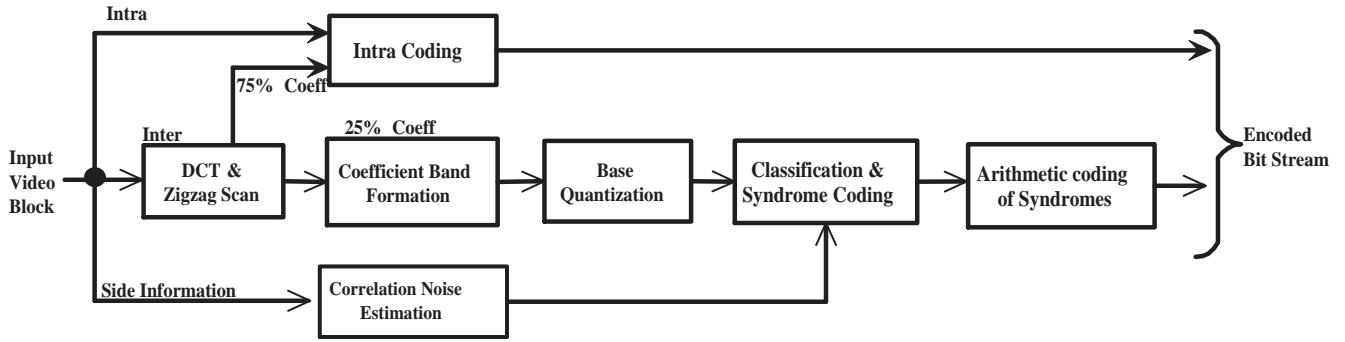 Intra
Intra Coding
75% Coeff
25% Coeff
Inter
Input
Video
Block
DCT &
Zigzag Scan
Coefficient Band
Formation
Base
Quantization
Classification &
Syndrome Coding
Arithmetic coding
of Syndromes
Encoded
Bit Stream
Side Information
Correlation Noise
Estimation